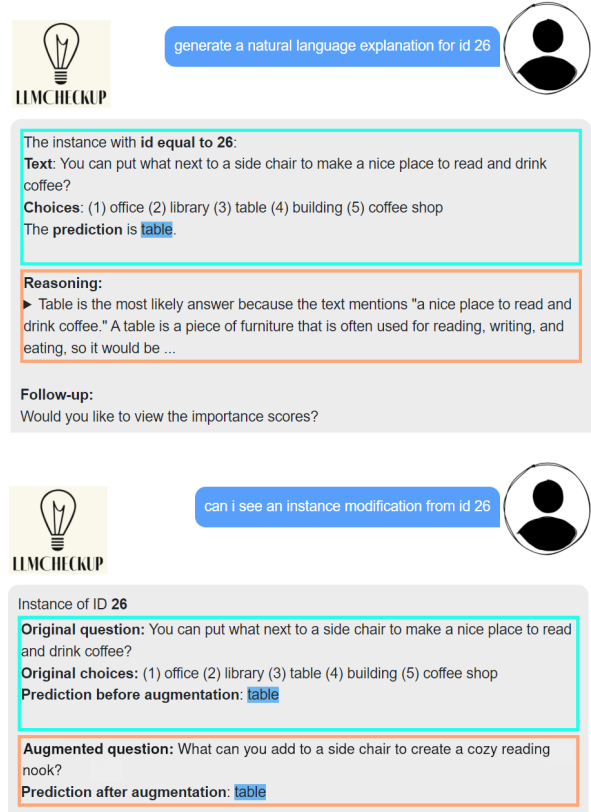 generate a natural language explanation for id 26
LLMCHECKUP
The instance with id equal to 26:
Text: You can put what next to a side chair to make a nice place to read and drink
coffee?
Choices: (1) office (2) library (3) table (4) building (5) coffee shop
The prediction is table.
Reasoning:
▶ Table is the most likely answer because the text mentions "a nice place to read and
drink coffee." A table is a piece of furniture that is often used for reading, writing, and
eating, so it would be ...
Follow-up:
Would you like to view the importance scores?
can i see an instance modification from id 26
LLMCHECKUP
Instance of ID 26
Original question: You can put what next to a side chair to make a nice place to read
and drink coffee?
Original choices: (1) office (2) library (3) table (4) building (5) coffee shop
Prediction before augmentation: table
Augmented question: What can you add to a side chair to create a cozy reading
nook?
Prediction after augmentation: table